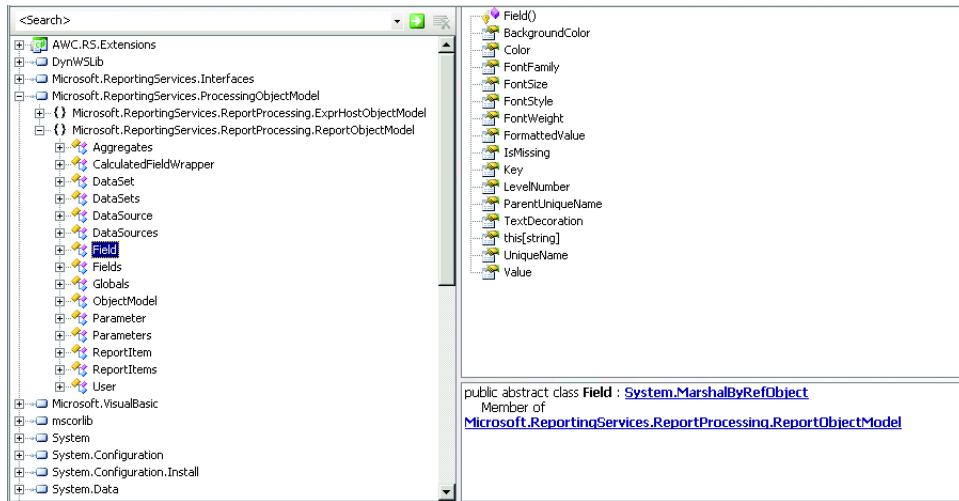 <Search>
AWC.RS.Extensions
DynWSLib
Microsoft.ReportingServices.Interfaces
Microsoft.ReportingServices.ProcessingObjectModel
{} Microsoft.ReportingServices.ReportProcessing.ExprHostObjectModel
{} Microsoft.ReportingServices.ReportProcessing.ReportObjectModel
Aggregates
CalculatedFieldWrapper
DataSet
DataSets
DataSource
DataSources
Field
Fields
Globals
ObjectModel
Parameter
Parameters
ReportItem
ReportItems
User
Microsoft.VisualBasic
mscorlib
System
System.Configuration
System.Configuration.Install
System.Data
Field()
BackgroundColor
Color
FontFamily
FontSize
FontStyle
FontWeight
FormattedValue
IsMissing
Key
LevelNumber
ParentUniqueName
TextDecoration
this[string]
UniqueName
Value
public abstract class Field : System.MarshalByRefObject
Member of
Microsoft.ReportingServices.ReportProcessing.ReportObjectModel